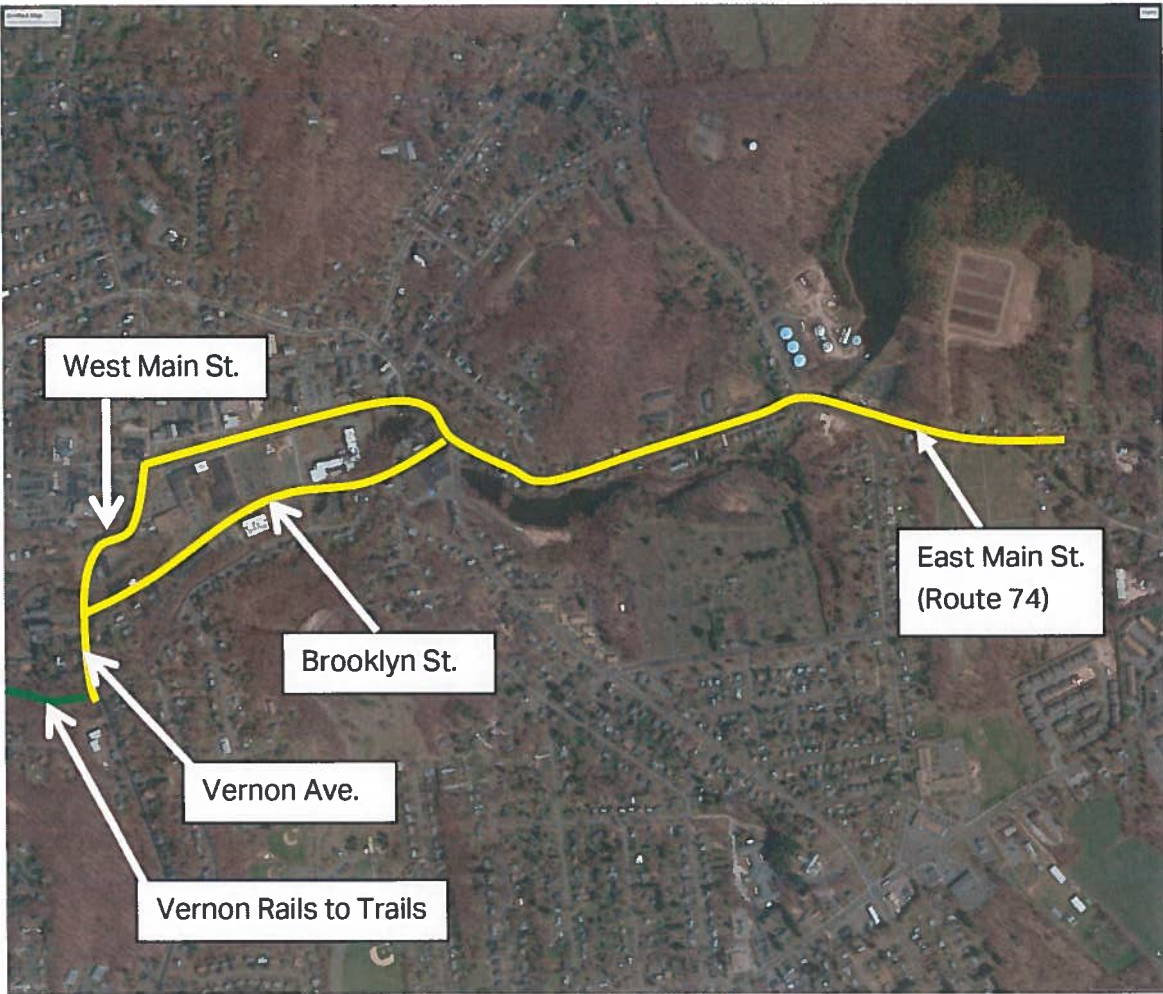 West Main St.
East Main St.
(Route 74)
Brooklyn St.
Vernon Ave.
Vernon Rails to Trails